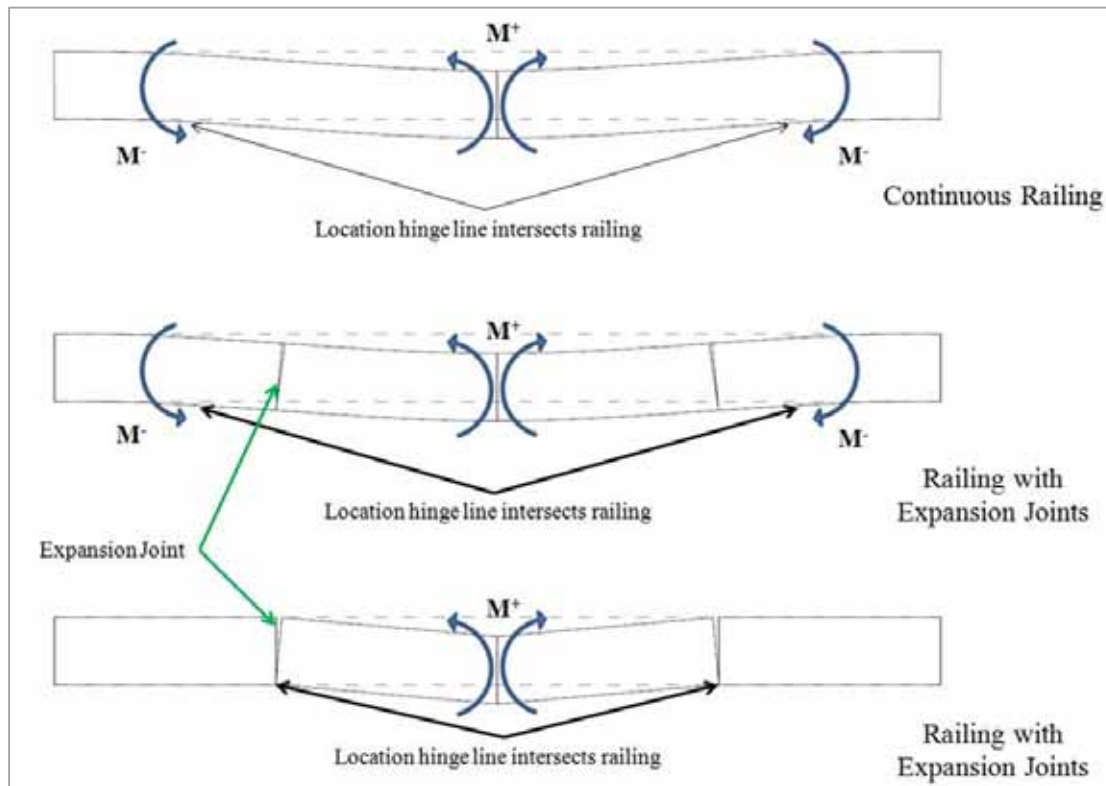 M⁺
M⁻
M⁻
Continuous Railing
Location hinge line intersects railing
M⁺
M⁻
M⁻
Railing with
Expansion Joints
Location hinge line intersects railing
Expansion Joint
M⁺
Location hinge line intersects railing
Railing with
Expansion Joints